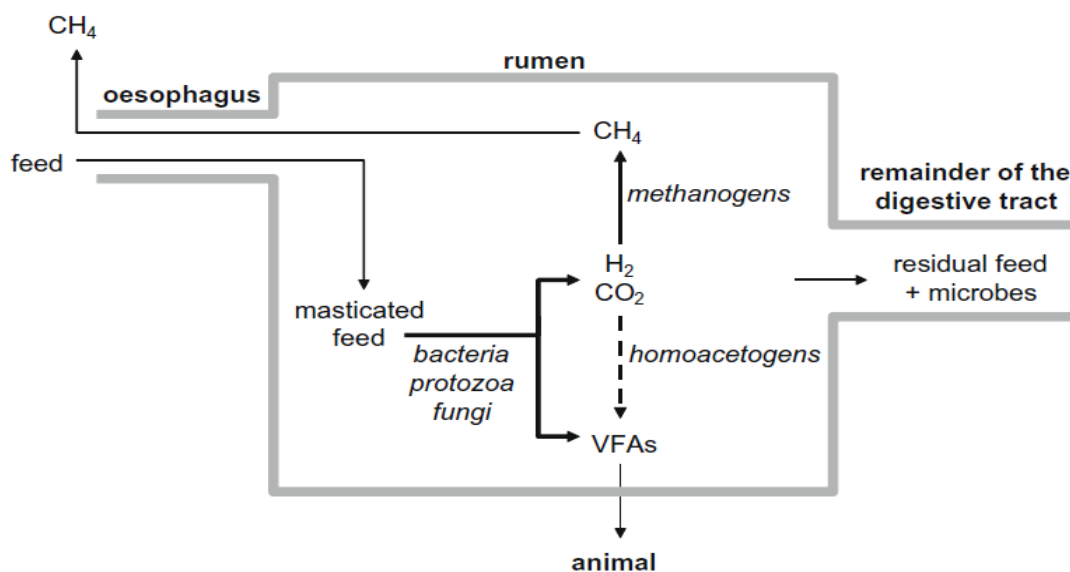 CH₄
rumen
oesophagus
CH₄
feed
remainder of the
digestive tract
methanogens
H₂
CO₂
residual feed
+ microbes
masticated
feed
bacteria
protozoa
fungi
homoacetogens
VFAs
animal